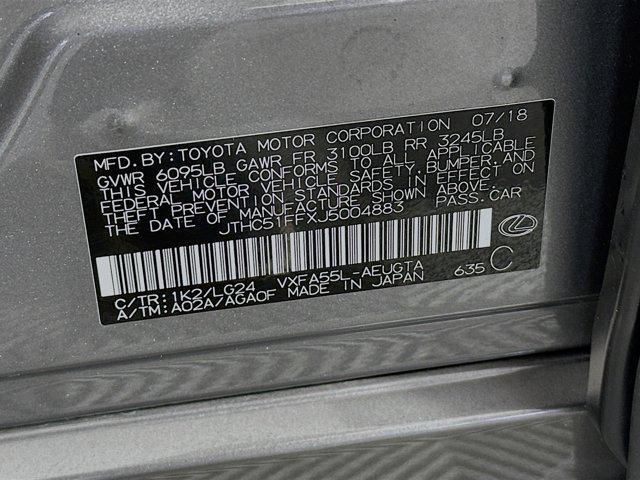 MFD. BY: TOYOTA MOTOR CORPORATION 07/18
GVWR 6095LB GAWR FR 3100LB RR 3245LB
THIS VEHICLE CONFORMS TO ALL APPLICABLE
FEDERAL MOTOR VEHICLE SAFETY, BUMPER, AND
THEFT PREVENTION STANDARDS IN EFFECT ON
THE DATE OF MANUFACTURE SHOWN ABOVE.
JTHC51FFXJ5004883 PASS. CAR
C/TR: 1K2/LG24 VXFA55L-AEUGTA 635 C
A/TM: A02A/AGA0F MADE IN JAPAN